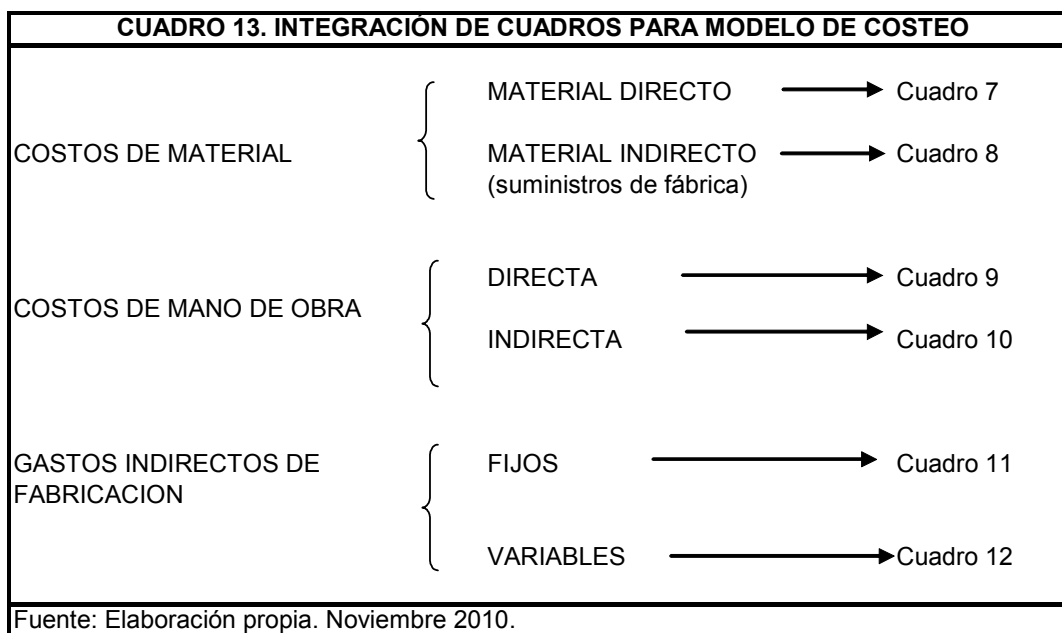 CUADRO 13. INTEGRACIÓN DE CUADROS PARA MODELO DE COSTEO
MATERIAL DIRECTO Cuadro 7
COSTOS DE MATERIAL MATERIAL INDIRECTO Cuadro 8
(suministros de fábrica)
DIRECTA Cuadro 9
COSTOS DE MANO DE OBRA
INDIRECTA Cuadro 10
GASTOS INDIRECTOS DE FIJOS Cuadro 11
FABRICACION
VARIABLES Cuadro 12
Fuente: Elaboración propia. Noviembre 2010.